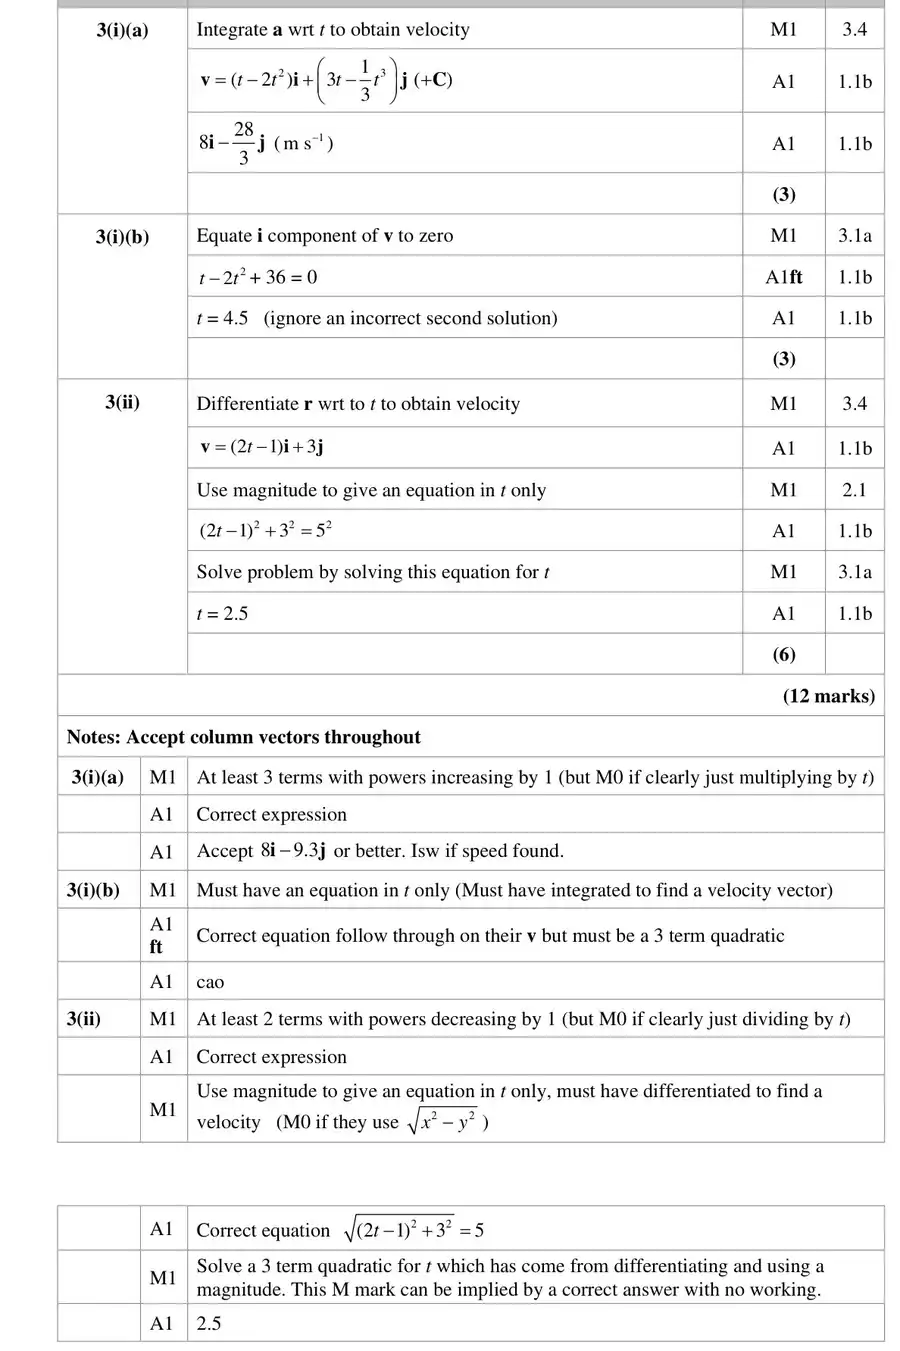 3(i)(a) Integrate a wrt t to obtain velocity M1 3.4
v = (t − 2t²)i + (3t − 1/3 t³)j (+C) A1 1.1b
8i − 28/3 j (m s⁻¹) A1 1.1b
(3)
3(i)(b) Equate i component of v to zero M1 3.1a
t − 2t² + 36 = 0 A1ft 1.1b
t = 4.5 (ignore an incorrect second solution) A1 1.1b
(3)
3(ii) Differentiate r wrt to t to obtain velocity M1 3.4
v = (2t − 1)i + 3j A1 1.1b
Use magnitude to give an equation in t only M1 2.1
(2t − 1)² + 3² = 5² A1 1.1b
Solve problem by solving this equation for t M1 3.1a
t = 2.5 A1 1.1b
(6)
(12 marks)
Notes: Accept column vectors throughout
3(i)(a) M1 At least 3 terms with powers increasing by 1 (but M0 if clearly just multiplying by t)
A1 Correct expression
A1 Accept 8i − 9.3j or better. Isw if speed found.
3(i)(b) M1 Must have an equation in t only (Must have integrated to find a velocity vector)
A1
ft Correct equation follow through on their v but must be a 3 term quadratic
A1 cao
3(ii) M1 At least 2 terms with powers decreasing by 1 (but M0 if clearly just dividing by t)
A1 Correct expression
M1 Use magnitude to give an equation in t only, must have differentiated to find a
velocity (M0 if they use √(x² − y²) )
A1 Correct equation √((2t − 1)² + 3²) = 5
M1 Solve a 3 term quadratic for t which has come from differentiating and using a
magnitude. This M mark can be implied by a correct answer with no working.
A1 2.5